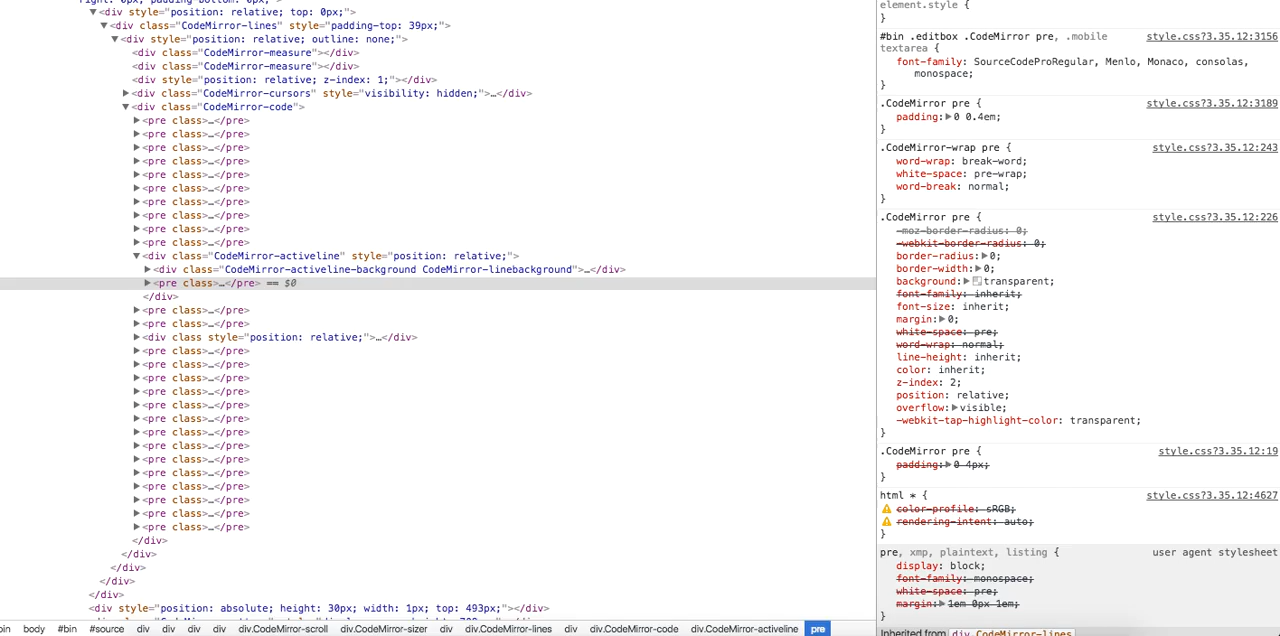 right: 0px; padding-bottom: 0px; ">
▼<div style="position: relative; top: 0px;">
▼<div class="CodeMirror-lines" style="padding-top: 39px;">
▼<div style="position: relative; outline: none;">
<div class="CodeMirror-measure"></div>
<div class="CodeMirror-measure"></div>
<div style="position: relative; z-index: 1;"></div>
▶<div class="CodeMirror-cursors" style="visibility: hidden;">…</div>
▼<div class="CodeMirror-code">
▶<pre class>…</pre>
▶<pre class>…</pre>
▶<pre class>…</pre>
▶<pre class>…</pre>
▶<pre class>…</pre>
▶<pre class>…</pre>
▶<pre class>…</pre>
▶<pre class>…</pre>
▶<pre class>…</pre>
▶<pre class>…</pre>
▼<div class="CodeMirror-activeline" style="position: relative;">
▶<div class="CodeMirror-activeline-background CodeMirror-linebackground">…</div>
▶<pre class>…</pre> == $0
</div>
▶<pre class>…</pre>
▶<pre class>…</pre>
▶<div class style="position: relative;">…</div>
▶<pre class>…</pre>
▶<pre class>…</pre>
▶<pre class>…</pre>
▶<pre class>…</pre>
▶<pre class>…</pre>
▶<pre class>…</pre>
▶<pre class>…</pre>
▶<pre class>…</pre>
▶<pre class>…</pre>
▶<pre class>…</pre>
▶<pre class>…</pre>
▶<pre class>…</pre>
▶<pre class>…</pre>
▶<pre class>…</pre>
</div>
</div>
</div>
</div>
</div>
<div style="position: absolute; height: 30px; width: 1px; top: 493px;"></div>
bin body #bin #source div div div div div.CodeMirror-scroll div.CodeMirror-sizer div div.CodeMirror-lines div div.CodeMirror-code div.CodeMirror-activeline pre
element.style {
}
#bin .editbox .CodeMirror pre, .mobile style.css?3.35.12:3156
textarea {
font-family: SourceCodeProRegular, Menlo, Monaco, consolas,
monospace;
}
.CodeMirror pre { style.css?3.35.12:3189
padding:▶0 0.4em;
}
.CodeMirror-wrap pre { style.css?3.35.12:243
word-wrap: break-word;
white-space: pre-wrap;
word-break: normal;
}
.CodeMirror pre { style.css?3.35.12:226
-moz-border-radius: 0;
-webkit-border-radius: 0;
border-radius:▶0;
border-width:▶0;
background:▶transparent;
font-family: inherit;
font-size: inherit;
margin:▶0;
white-space: pre;
word-wrap: normal;
line-height: inherit;
color: inherit;
z-index: 2;
position: relative;
overflow:▶visible;
-webkit-tap-highlight-color: transparent;
}
.CodeMirror pre { style.css?3.35.12:19
padding:▶0 4px;
}
html * { style.css?3.35.12:4627
color-profile: sRGB;
rendering-intent: auto;
}
pre, xmp, plaintext, listing { user agent stylesheet
display: block;
font-family: monospace;
white-space: pre;
margin:▶1em 0px 1em;
}
Inherited from div.CodeMirror-lines